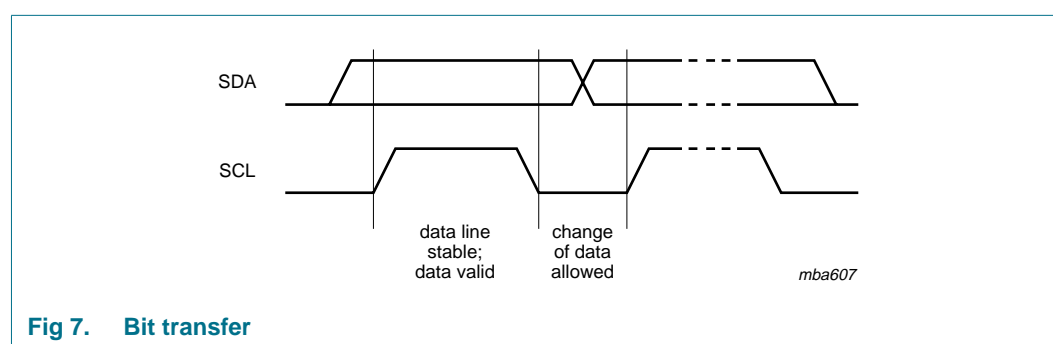 SDA
SCL
data line
stable;
data valid
change
of data
allowed
mba607
Fig 7. Bit transfer